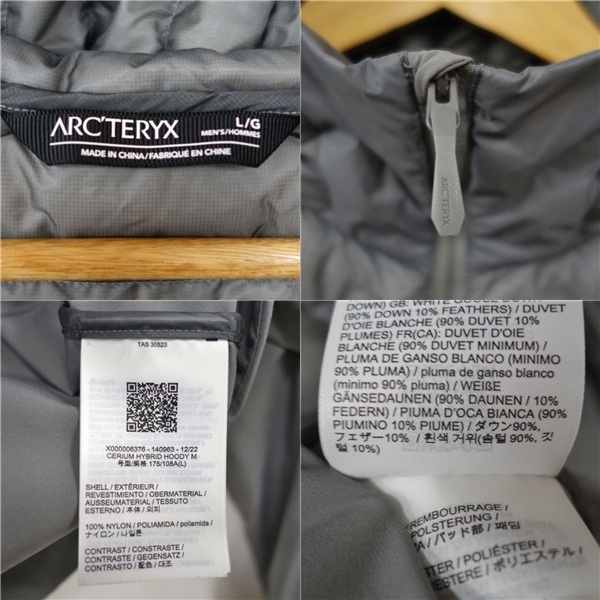 ARC'TERYX
L/G
MEN'S/HOMMES
MADE IN CHINA/FABRIQUÉ EN CHINE
ARC'TERYX
TAB 30523
X000006376 - 140963 - 12/22
CERIUM HYBRID HOODY M
号型/规格 175/108A(L)
SHELL / EXTÉRIEUR /
REVESTIMIENTO / OBERMATERIAL /
AUSSEUMATERIAL / TESSUTO
ESTERNO / 本体 / 외피
100% NYLON / POLIAMIDA / poliamida /
ナイロン / 나일론
CONTRAST / CONSTRASTE /
CONTRASTE / GEGENSATZ /
CONTRASTO / 配色 / 대조
DOWN) GB: WHITE GOOSE DOWN
(90% DOWN 10% FEATHERS) / DUVET
D'OIE BLANCHE (90% DUVET 10%
PLUMES) FR(CA): DUVET D'OIE
BLANCHE (90% DUVET MINIMUM) /
PLUMA DE GANSO BLANCO (MINIMO
90% PLUMA) / pluma de ganso blanco
(mínimo 90% pluma) / WEIßE
GÄNSEDAUNEN (90% DAUNEN / 10%
FEDERN) / PIUMA D'OCA BIANCA (90%
PIUMINO 10% PIUME) / ダウン90%,
フェザー10% / 흰색 거위(솜털 90%, 깃
털 10%)
REMBOURRAGE /
POLSTERUNG /
/ パッド部 / 패딩
POLIÉSTER /
ポリエステル /